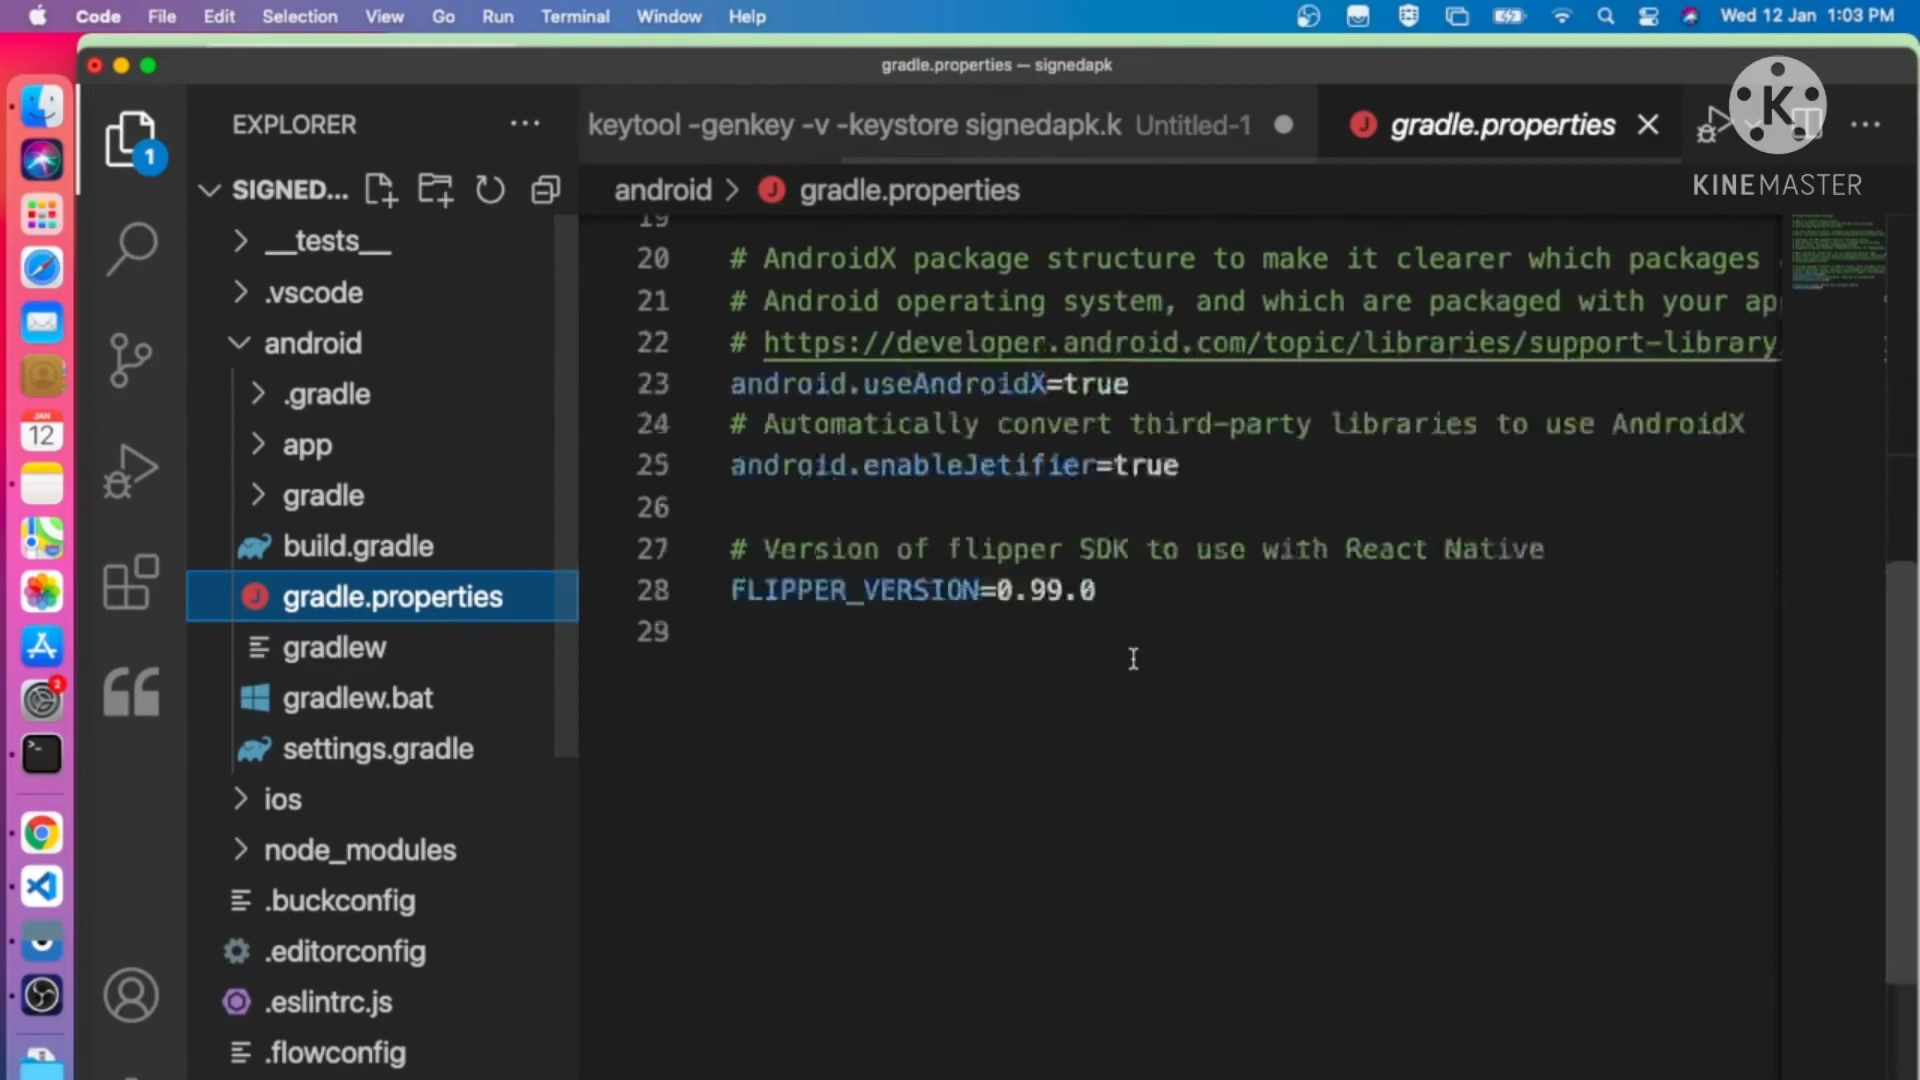 Code File Edit Selection View Go Run Terminal Window Help Wed 12 Jan 1:03 PM
gradle.properties — signedapk
EXPLORER
keytool -genkey -v -keystore signedapk.k Untitled-1
gradle.properties
KINEMASTER
1
SIGNED...
android > gradle.properties
__tests__
.vscode
android
.gradle
app
gradle
build.gradle
gradle.properties
gradlew
gradlew.bat
settings.gradle
ios
node_modules
.buckconfig
.editorconfig
.eslintrc.js
.flowconfig
19
20 # AndroidX package structure to make it clearer which packages
21 # Android operating system, and which are packaged with your ap
22 # https://developer.android.com/topic/libraries/support-library
23 android.useAndroidX=true
24 # Automatically convert third-party libraries to use AndroidX
25 android.enableJetifier=true
26
27 # Version of flipper SDK to use with React Native
28 FLIPPER_VERSION=0.99.0
29
JAN
12
2